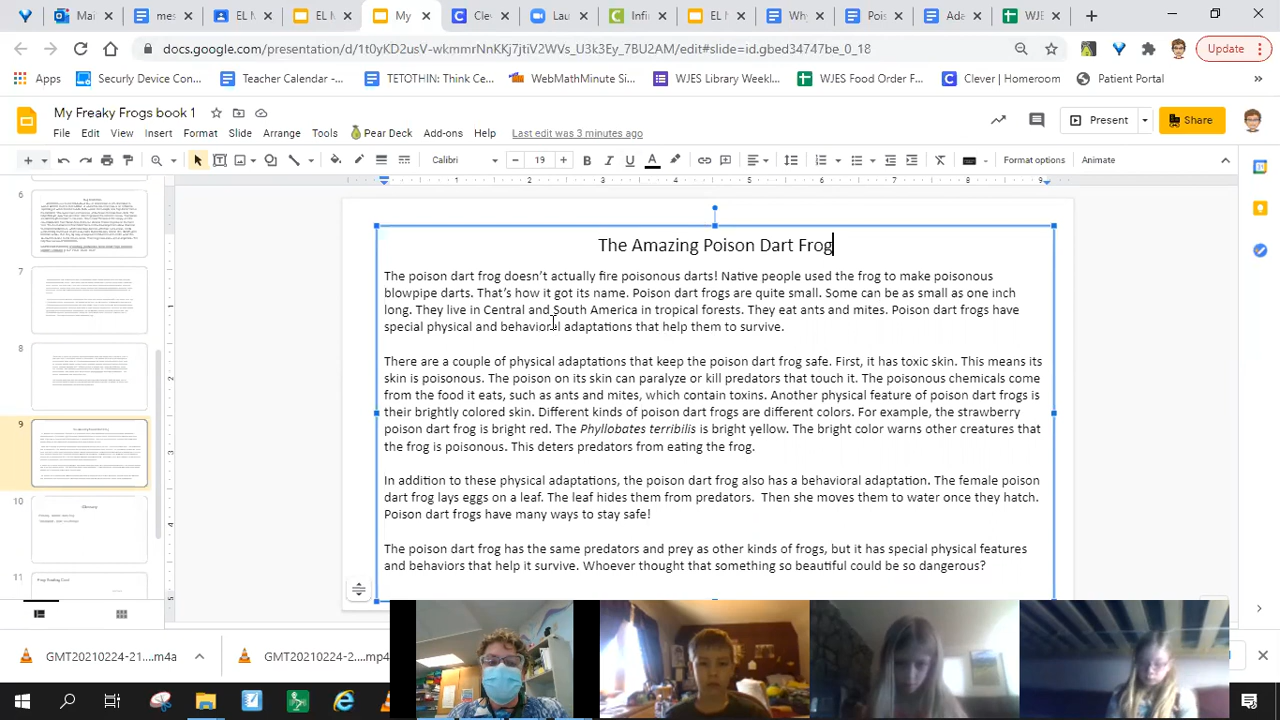 EL M
mes
EL N
EL M
My
Cle
Lau
Inf
Pois
Pois
WJE
docs.google.com/presentation/d/1t0yKD2usV-wkmmrNnKKj7jtiV2WVs_U3k3Ey_7BU2AM/edit#slide=id.gbed34747be_0_18
Update
Apps
Securly Device Con...
Teacher Calendar -...
TETOTHIN: Think Ce...
WebMathMinute Si...
WJES Library Weekl...
WJES Food Order F...
Clever | Homeroom
Patient Portal
My Freaky Frogs book 1
File Edit View Insert Format Slide Arrange Tools Pear Deck Add-ons Help Last edit was 3 minutes ago
Present
Share
Calibri
19
Format options
Animate
The Amazing Poison Dart Frog
The poison dart frog doesn't actually fire poisonous darts! Native people used the frog to make poisonous
blowpipe darts. That's how it got its name. Poison dart frogs are quite small. Some can be as small as one inch
long. They live in Central and South America in tropical forests. They eat ants and mites. Poison dart frogs have
special physical and behavioral adaptations that help them to survive.
There are a couple of physical adaptations that keep the poison dart frog safe. First, it has toxic skin. This means its
skin is poisonous. The poison on its skin can paralyze or kill predators that touch it. The poisonous chemicals come
from the food it eats, such as ants and mites, which contain toxins. Another physical feature of poison dart frogs is
their brightly colored skin. Different kinds of poison dart frogs are different colors. For example, the strawberry
poison dart frog is bright red. The Phyllobates terribilis is bright yellow. The bright color warns other creatures that
the frog is poisonous. This deters predators from eating the frog.
In addition to these physical adaptations, the poison dart frog also has a behavioral adaptation. The female poison
dart frog lays eggs on a leaf. The leaf hides them from predators. Then she moves them to water once they hatch.
Poison dart frogs have many ways to stay safe!
The poison dart frog has the same predators and prey as other kinds of frogs, but it has special physical features
and behaviors that help it survive. Whoever thought that something so beautiful could be so dangerous?
6
7
8
9
10
11
GMT20210224-21....m4a
GMT20210224-2....mp4